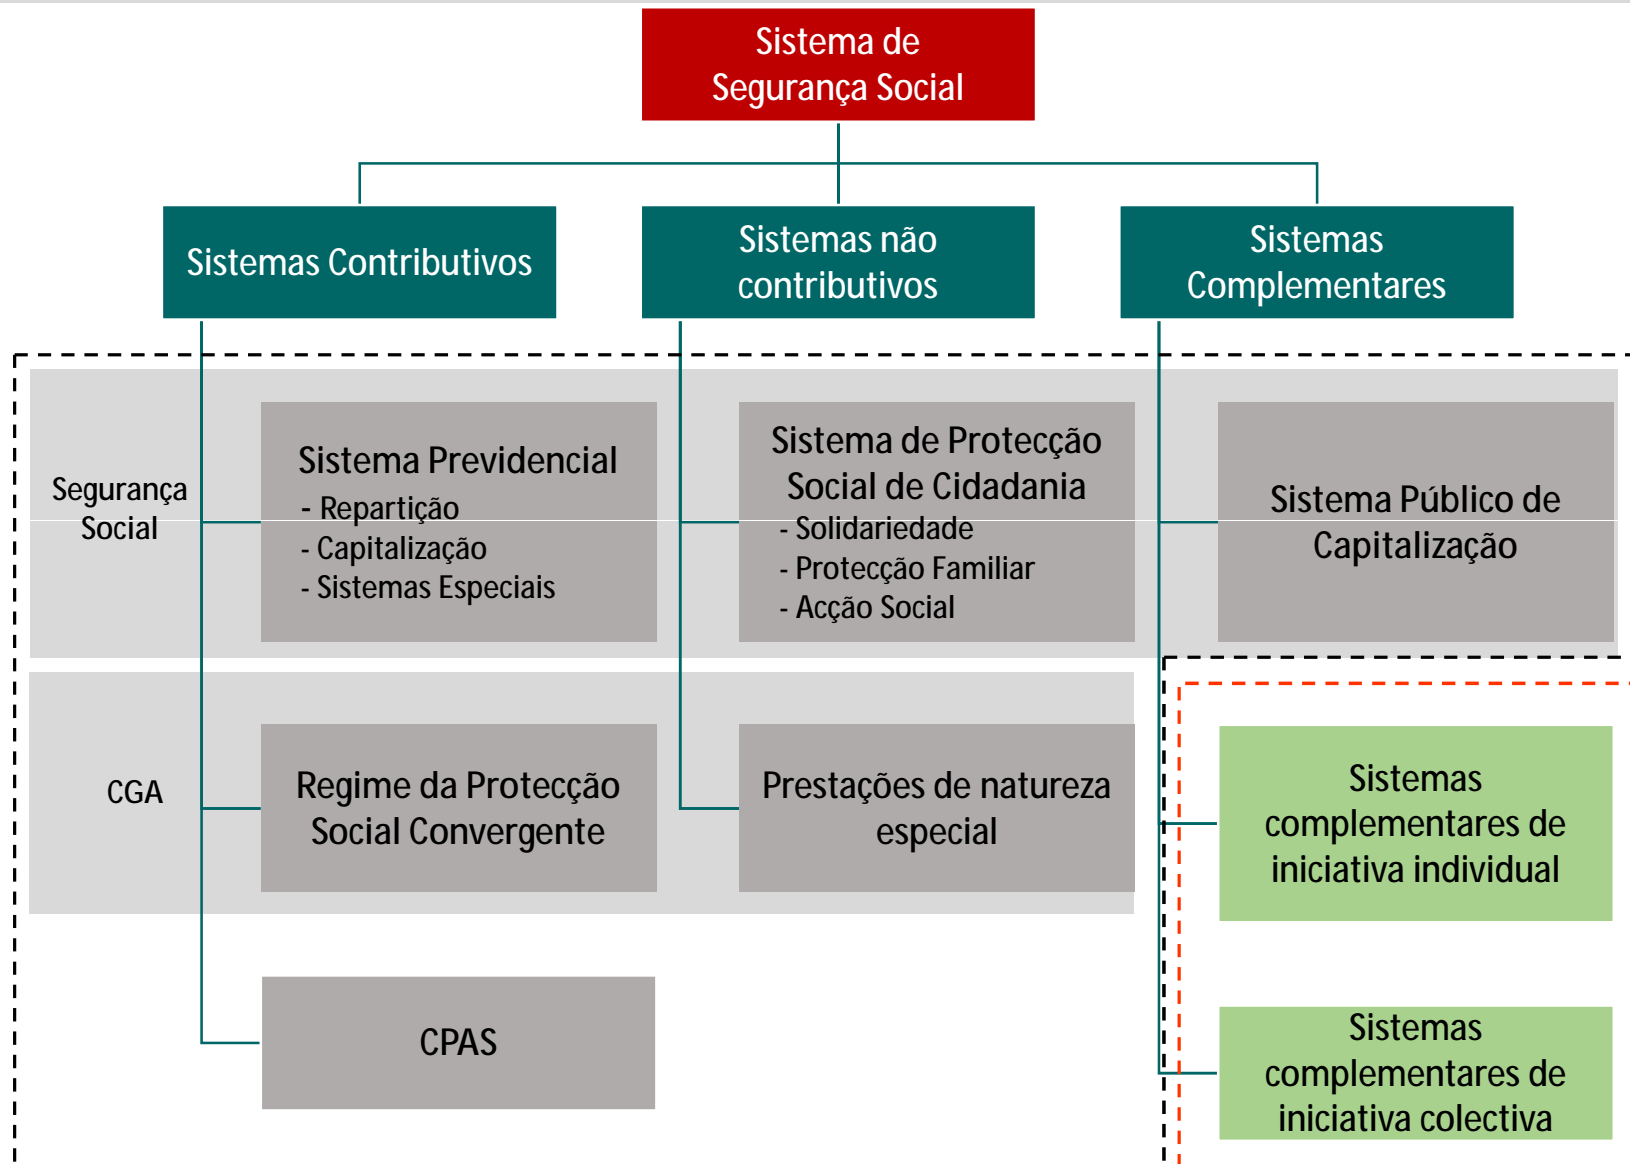 Sistema de
Segurança Social
Sistemas Contributivos
Sistemas não
contributivos
Sistemas
Complementares
Segurança
Social
Sistema Previdencial
- Repartição
- Capitalização
- Sistemas Especiais
Sistema de Protecção
Social de Cidadania
- Solidariedade
- Protecção Familiar
- Acção Social
Sistema Público de
Capitalização
CGA
Regime da Protecção
Social Convergente
Prestações de natureza
especial
Sistemas
complementares de
iniciativa individual
CPAS
Sistemas
complementares de
iniciativa colectiva